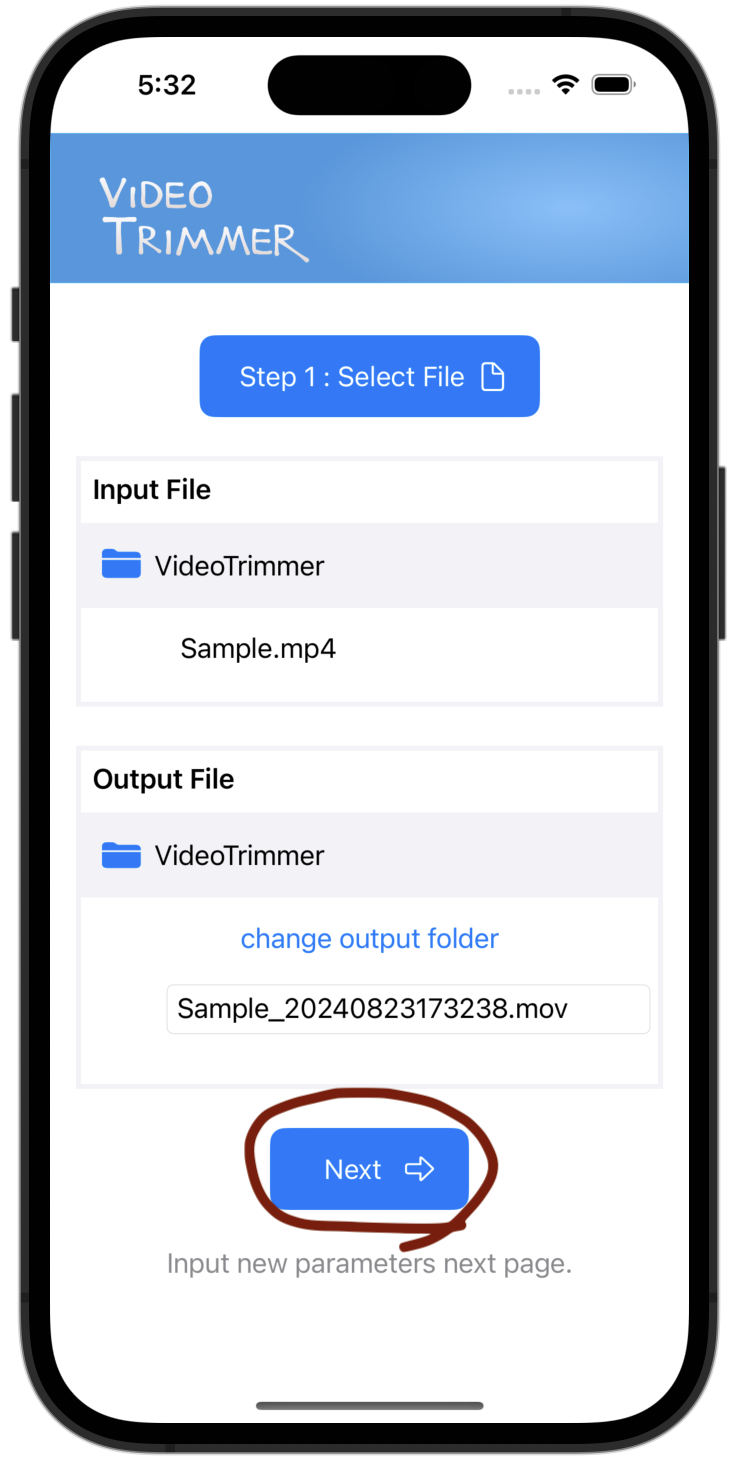 5:32
VIDEO
TRIMMER
Step 1 : Select File
Input File
VideoTrimmer
Sample.mp4
Output File
VideoTrimmer
change output folder
Sample_20240823173238.mov
Next
Input new parameters next page.